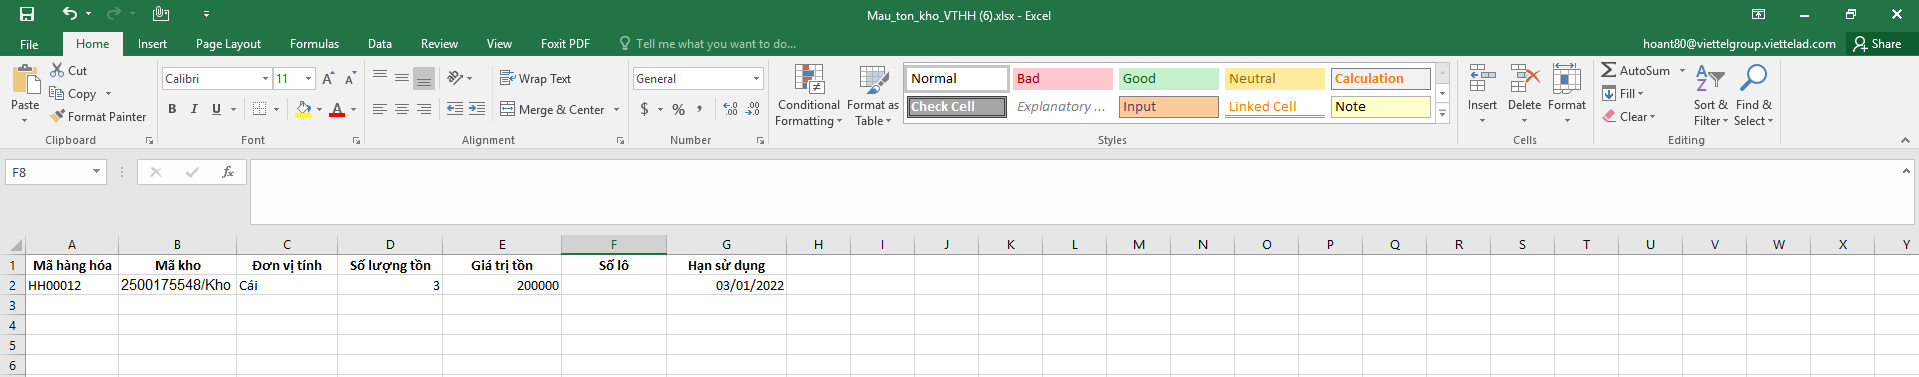 Mau_ton_kho_VTHH (6).xlsx - Excel
File Home Insert Page Layout Formulas Data Review View Foxit PDF Tell me what you want to do... hoant80@viettelgroup.viettelad.com Share
Cut
Copy
Format Painter
Paste
Clipboard
Calibri 11 A A
B I U A
Font
Wrap Text
Merge & Center
Alignment
General
$ % , .0 .00 .00 .0
Number
Conditional Formatting
Format as Table
Normal Bad Good Neutral Calculation
Check Cell Explanatory ... Input Linked Cell Note
Styles
Insert Delete Format
Cells
AutoSum
Fill
Clear
Sort & Filter
Find & Select
Editing
F8 fx
A B C D E F G H I J K L M N O P Q R S T U V W X Y
1 Mã hàng hóa Mã kho Đơn vị tính Số lượng tồn Giá trị tồn Số lô Hạn sử dụng
2 HH00012 2500175548/Kho Cái 3 200000 03/01/2022
3
4
5
6